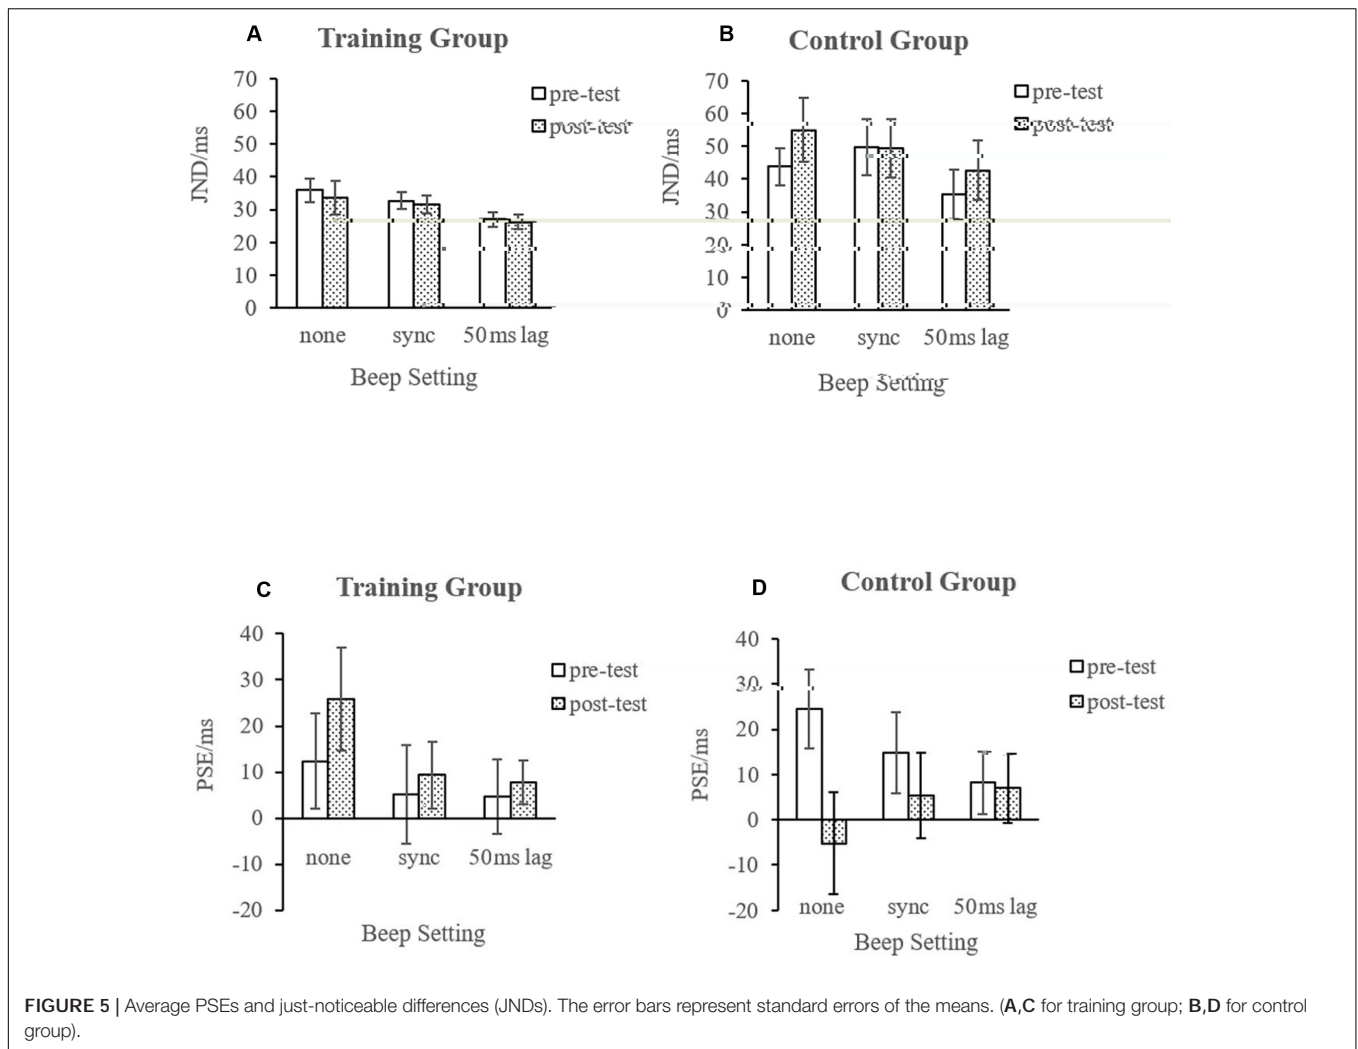 A
Training Group
70
60
50
40
30
20
10
0
JND/ms
pre-test
post-test
none sync 50ms lag
Beep Setting
B
Control Group
70
60
50
40
30
20
10
0
JND/ms
pre-test
post-test
none sync 50ms lag
Beep Setting
C
Training Group
40
30
20
10
0
-10
-20
PSE/ms
pre-test
post-test
none sync 50ms lag
Beep Setting
D
Control Group
40
30
20
10
0
-10
-20
PSE/ms
pre-test
post-test
none sync 50ms lag
Beep Setting
FIGURE 5 | Average PSEs and just-noticeable differences (JNDs). The error bars represent standard errors of the means. (A,C for training group; B,D for control
group).